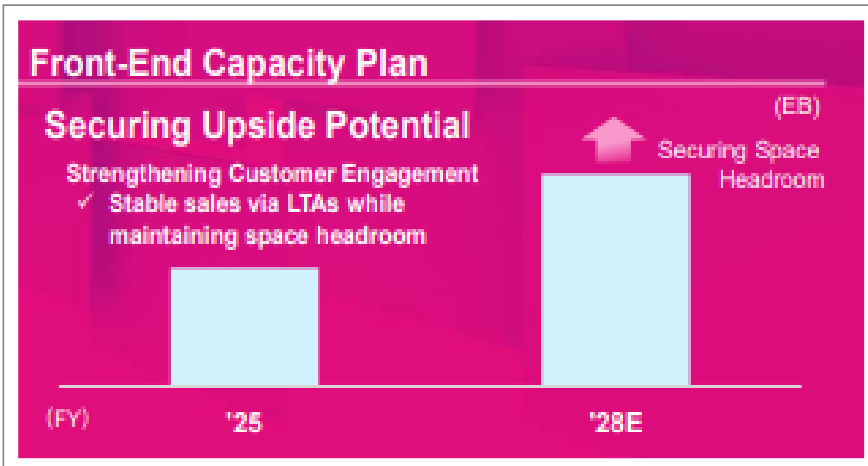 Front-End Capacity Plan
(EB)
Securing Upside Potential
Securing Space
Headroom
Strengthening Customer Engagement
✓ Stable sales via LTAs while
maintaining space headroom
(FY) '25 '28E